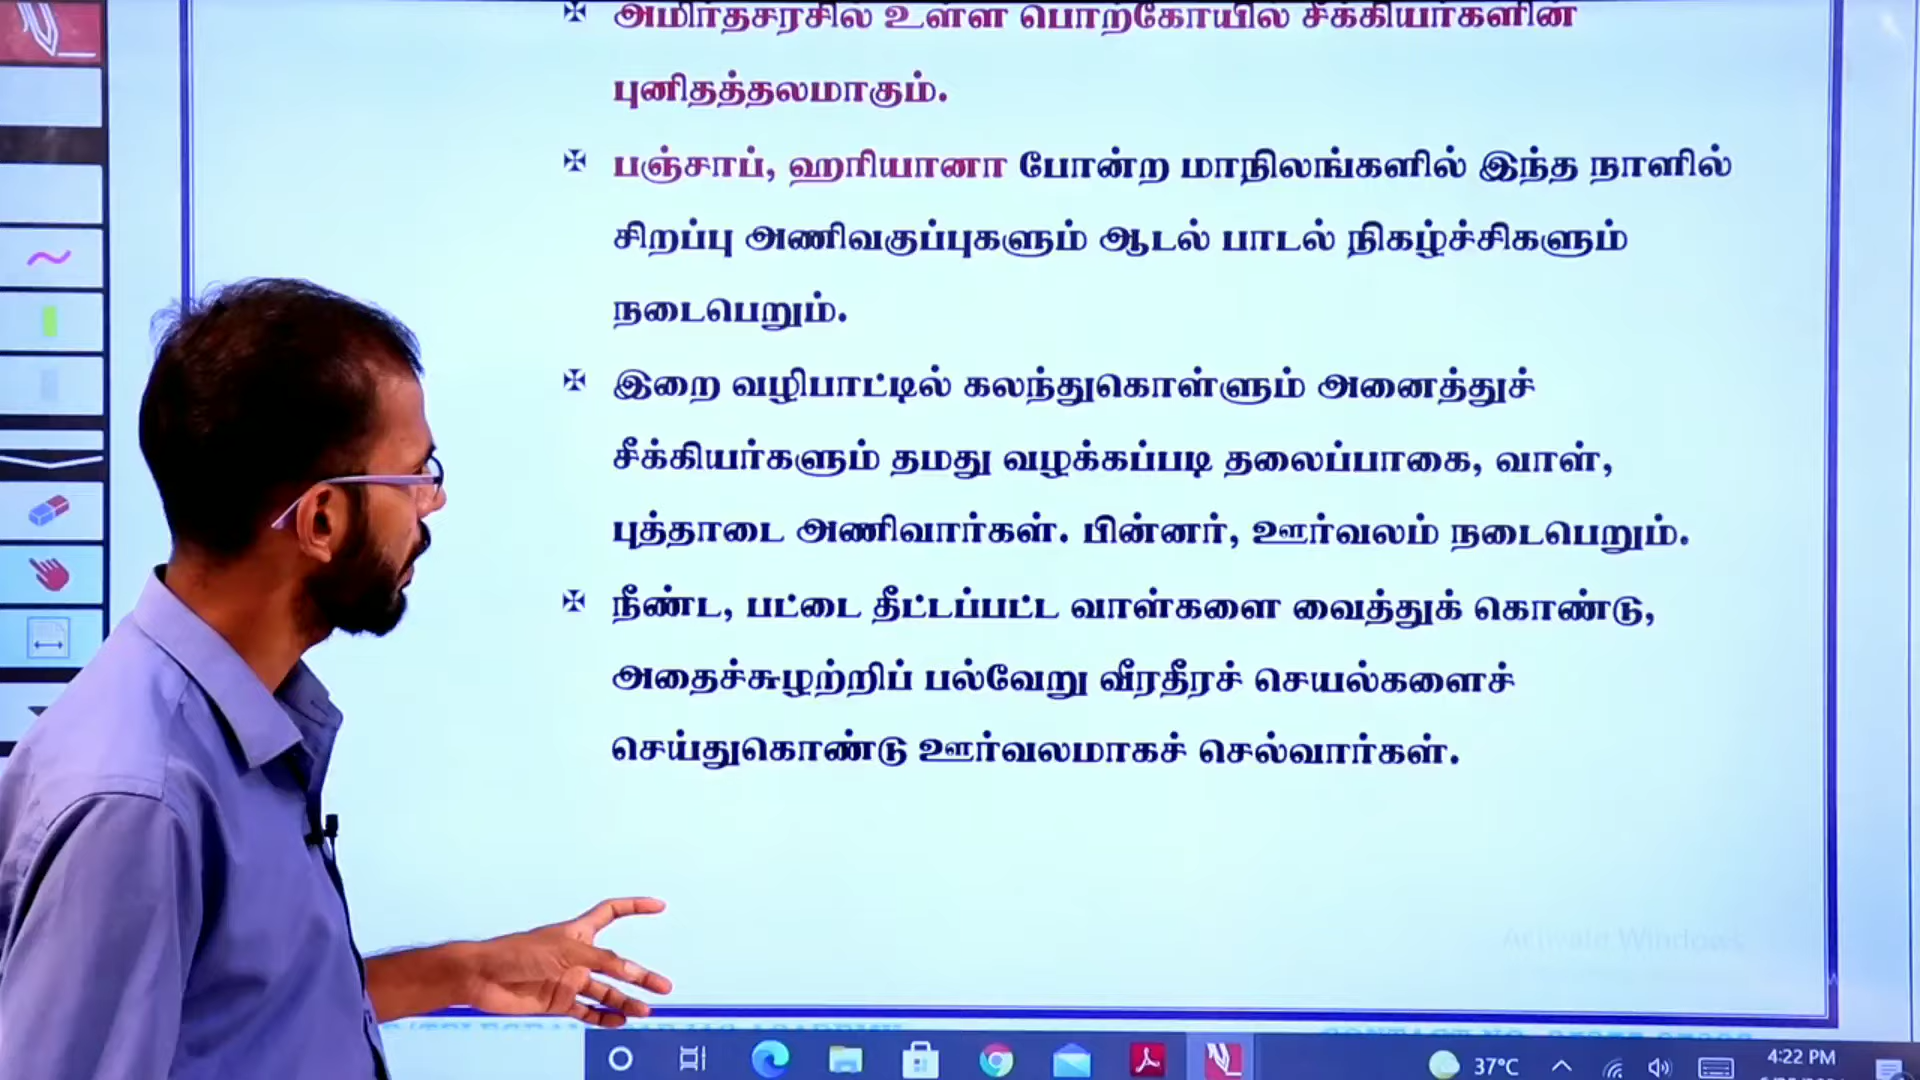 ✠ அமிர்தசரசில் உள்ள பொற்கோயில் சீக்கியர்களின்
புனிதத்தலமாகும்.
✠ பஞ்சாப், ஹரியானா போன்ற மாநிலங்களில் இந்த நாளில்
சிறப்பு அணிவகுப்புகளும் ஆடல் பாடல் நிகழ்ச்சிகளும்
நடைபெறும்.
✠ இறை வழிபாட்டில் கலந்துகொள்ளும் அனைத்துச்
சீக்கியர்களும் தமது வழக்கப்படி தலைப்பாகை, வாள்,
புத்தாடை அணிவார்கள். பின்னர், ஊர்வலம் நடைபெறும்.
✠ நீண்ட, பட்டை தீட்டப்பட்ட வாள்களை வைத்துக் கொண்டு,
அதைச்சுழற்றிப் பல்வேறு வீரதீரச் செயல்களைச்
செய்துகொண்டு ஊர்வலமாகச் செல்வார்கள்.
Activate Windows
37°C
4:22 PM